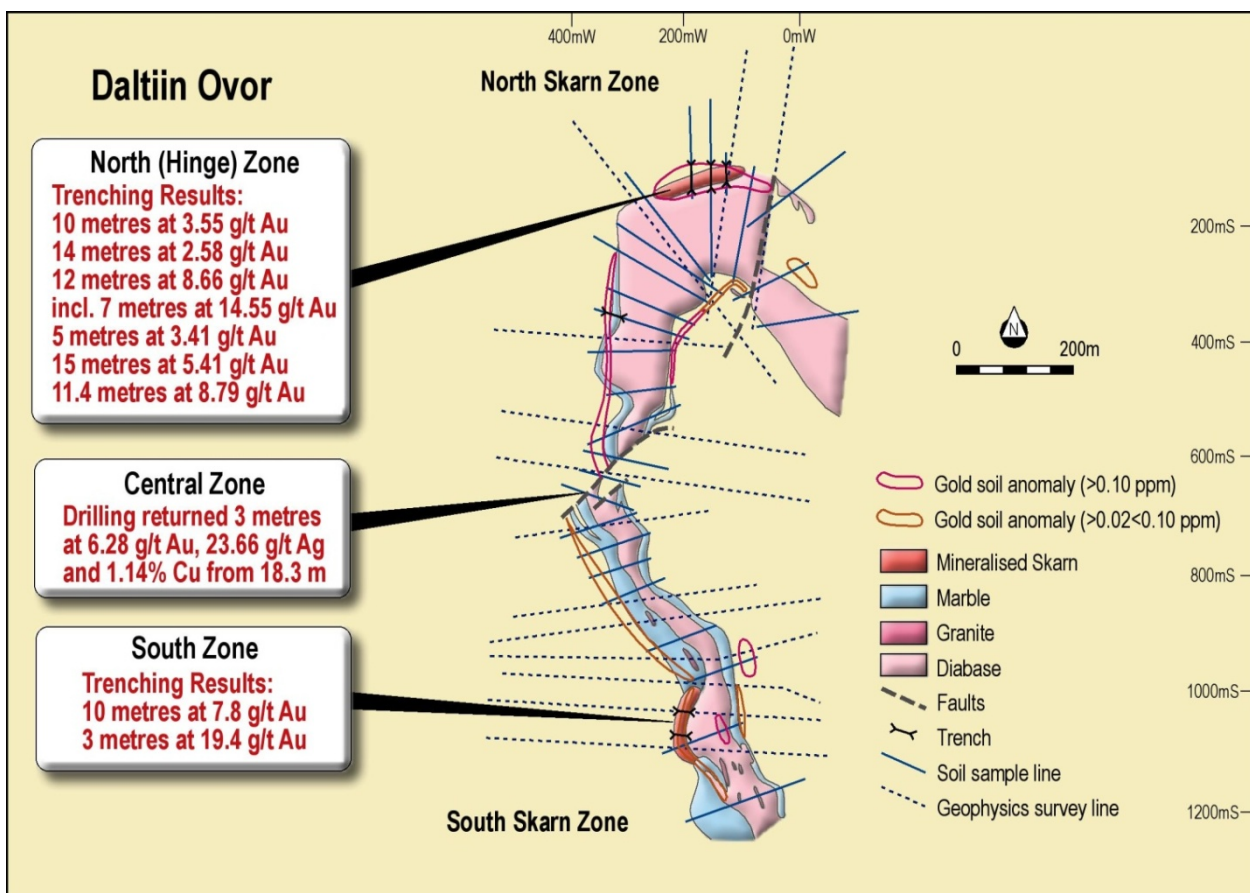 400mW
200mW
0mW
Daltiin Ovor
North Skarn Zone
North (Hinge) Zone
Trenching Results:
10 metres at 3.55 g/t Au
14 metres at 2.58 g/t Au
12 metres at 8.66 g/t Au
incl. 7 metres at 14.55 g/t Au
5 metres at 3.41 g/t Au
15 metres at 5.41 g/t Au
11.4 metres at 8.79 g/t Au
Central Zone
Drilling returned 3 metres
at 6.28 g/t Au, 23.66 g/t Ag
and 1.14% Cu from 18.3 m
South Zone
Trenching Results:
10 metres at 7.8 g/t Au
3 metres at 19.4 g/t Au
South Skarn Zone
N
0
200m
200mS
400mS
600mS
800mS
1000mS
1200mS
Gold soil anomaly (>0.10 ppm)
Gold soil anomaly (>0.02<0.10 ppm)
Mineralised Skarn
Marble
Granite
Diabase
Faults
Trench
Soil sample line
Geophysics survey line